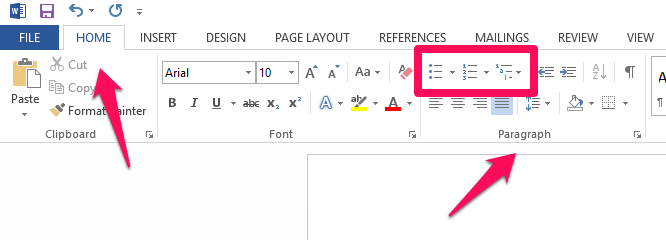 FILE HOME INSERT DESIGN PAGE LAYOUT REFERENCES MAILINGS REVIEW VIEW
Cut
Copy
Paste
Format Painter
Arial 10 Aa
B I U abc x₂ x² A ab A
Clipboard Font Paragraph